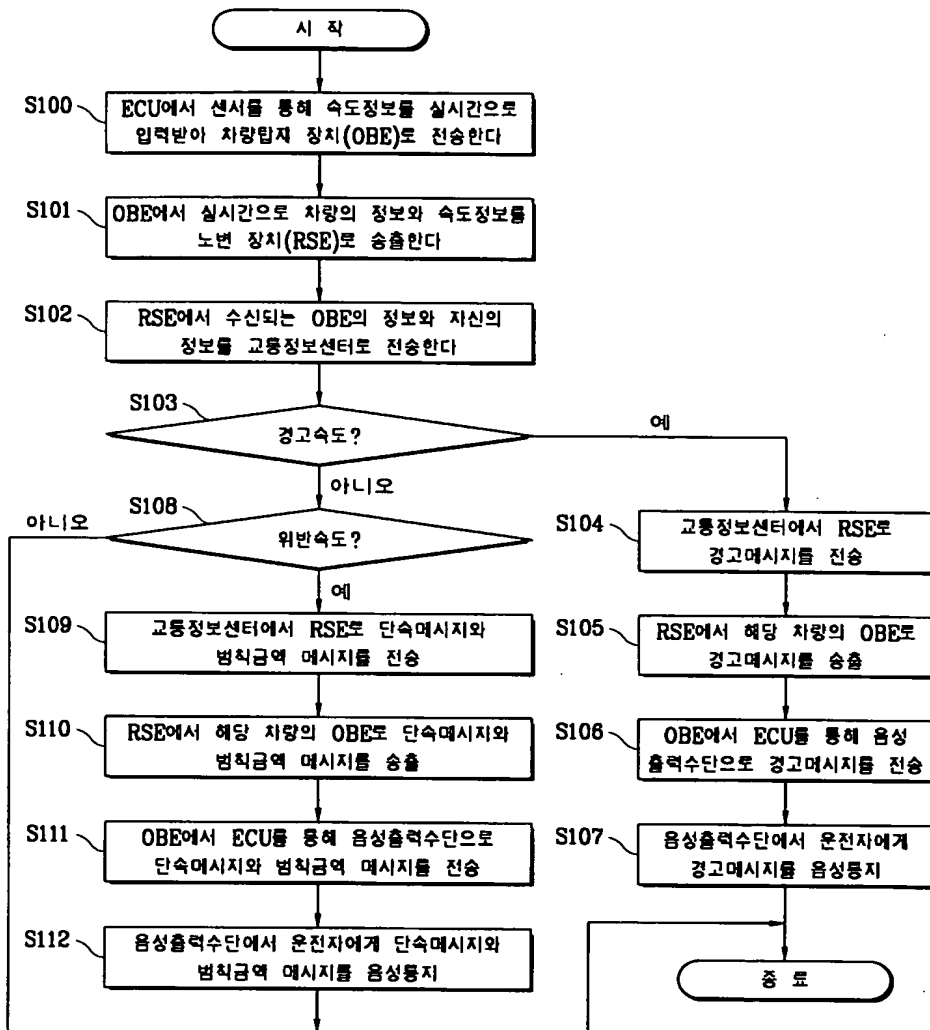 시 작
S100
ECU에서 센서를 통해 속도정보를 실시간으로
입력받아 차량탑재 장치(OBE)로 전송한다
S101
OBE에서 실시간으로 차량의 정보와 속도정보를
노변 장치(RSE)로 송출한다
S102
RSE에서 수신되는 OBE의 정보와 자신의
정보를 교통정보센터로 전송한다
S103
경고속도?
예
아니오
S108
위반속도?
아니오
예
S109
교통정보센터에서 RSE로 단속메시지와
범칙금액 메시지를 전송
S110
RSE에서 해당 차량의 OBE로 단속메시지와
범칙금액 메시지를 송출
S111
OBE에서 ECU를 통해 음성출력수단으로
단속메시지와 범칙금액 메시지를 전송
S112
음성출력수단에서 운전자에게 단속메시지와
범칙금액 메시지를 음성통지
S104
교통정보센터에서 RSE로
경고메시지를 전송
S105
RSE에서 해당 차량의 OBE로
경고메시지를 송출
S106
OBE에서 ECU를 통해 음성
출력수단으로 경고메시지를 전송
S107
음성출력수단에서 운전자에게
경고메시지를 음성통지
종 료